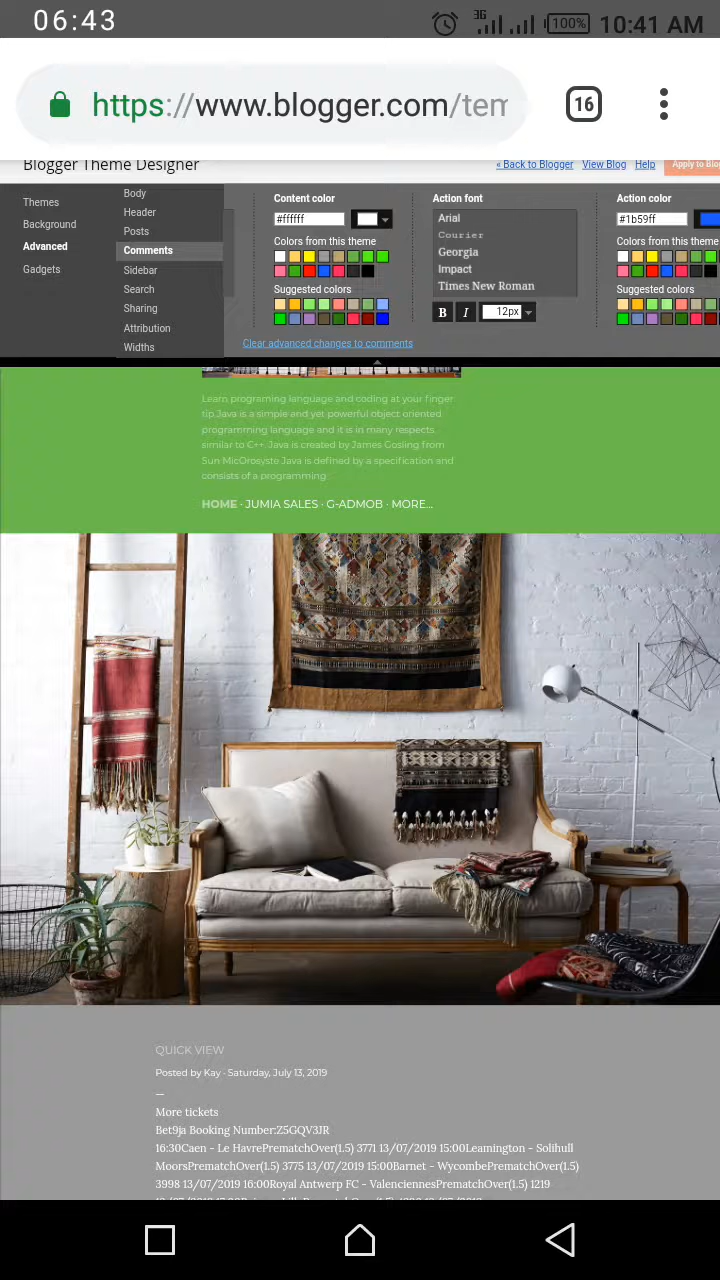 06:43
3G
100%
10:41 AM
https://www.blogger.com/tem
16
Blogger Theme Designer
« Back to Blogger View Blog Help Apply to Blog
Themes
Background
Advanced
Gadgets
Body
Header
Posts
Comments
Sidebar
Search
Sharing
Attribution
Widths
Content color
#ffffff
Colors from this theme
Suggested colors
Action font
Arial
Courier
Georgia
Impact
Times New Roman
B I 12px
Action color
#1b59ff
Colors from this theme
Suggested colors
Clear advanced changes to comments
Learn programing language and coding at your finger
tip.Java is a simple and yet powerful object oriented
programming language and it is in many respects
similar to C++. Java is created by James Gosling from
Sun MicOrosyste Java is defined by a specification and
consists of a programming
HOME · JUMIA SALES · G-ADMOB · MORE…
QUICK VIEW
Posted by Kay - Saturday, July 13, 2019
—
More tickets
Bet9ja Booking Number:Z5GQV3JR
16:30Caen - Le HavrePrematchOver(1.5) 3771 13/07/2019 15:00Leamington - Solihull
MoorsPrematchOver(1.5) 3775 13/07/2019 15:00Barnet - WycombePrematchOver(1.5)
3998 13/07/2019 16:00Royal Antwerp FC - ValenciennesPrematchOver(1.5) 1219